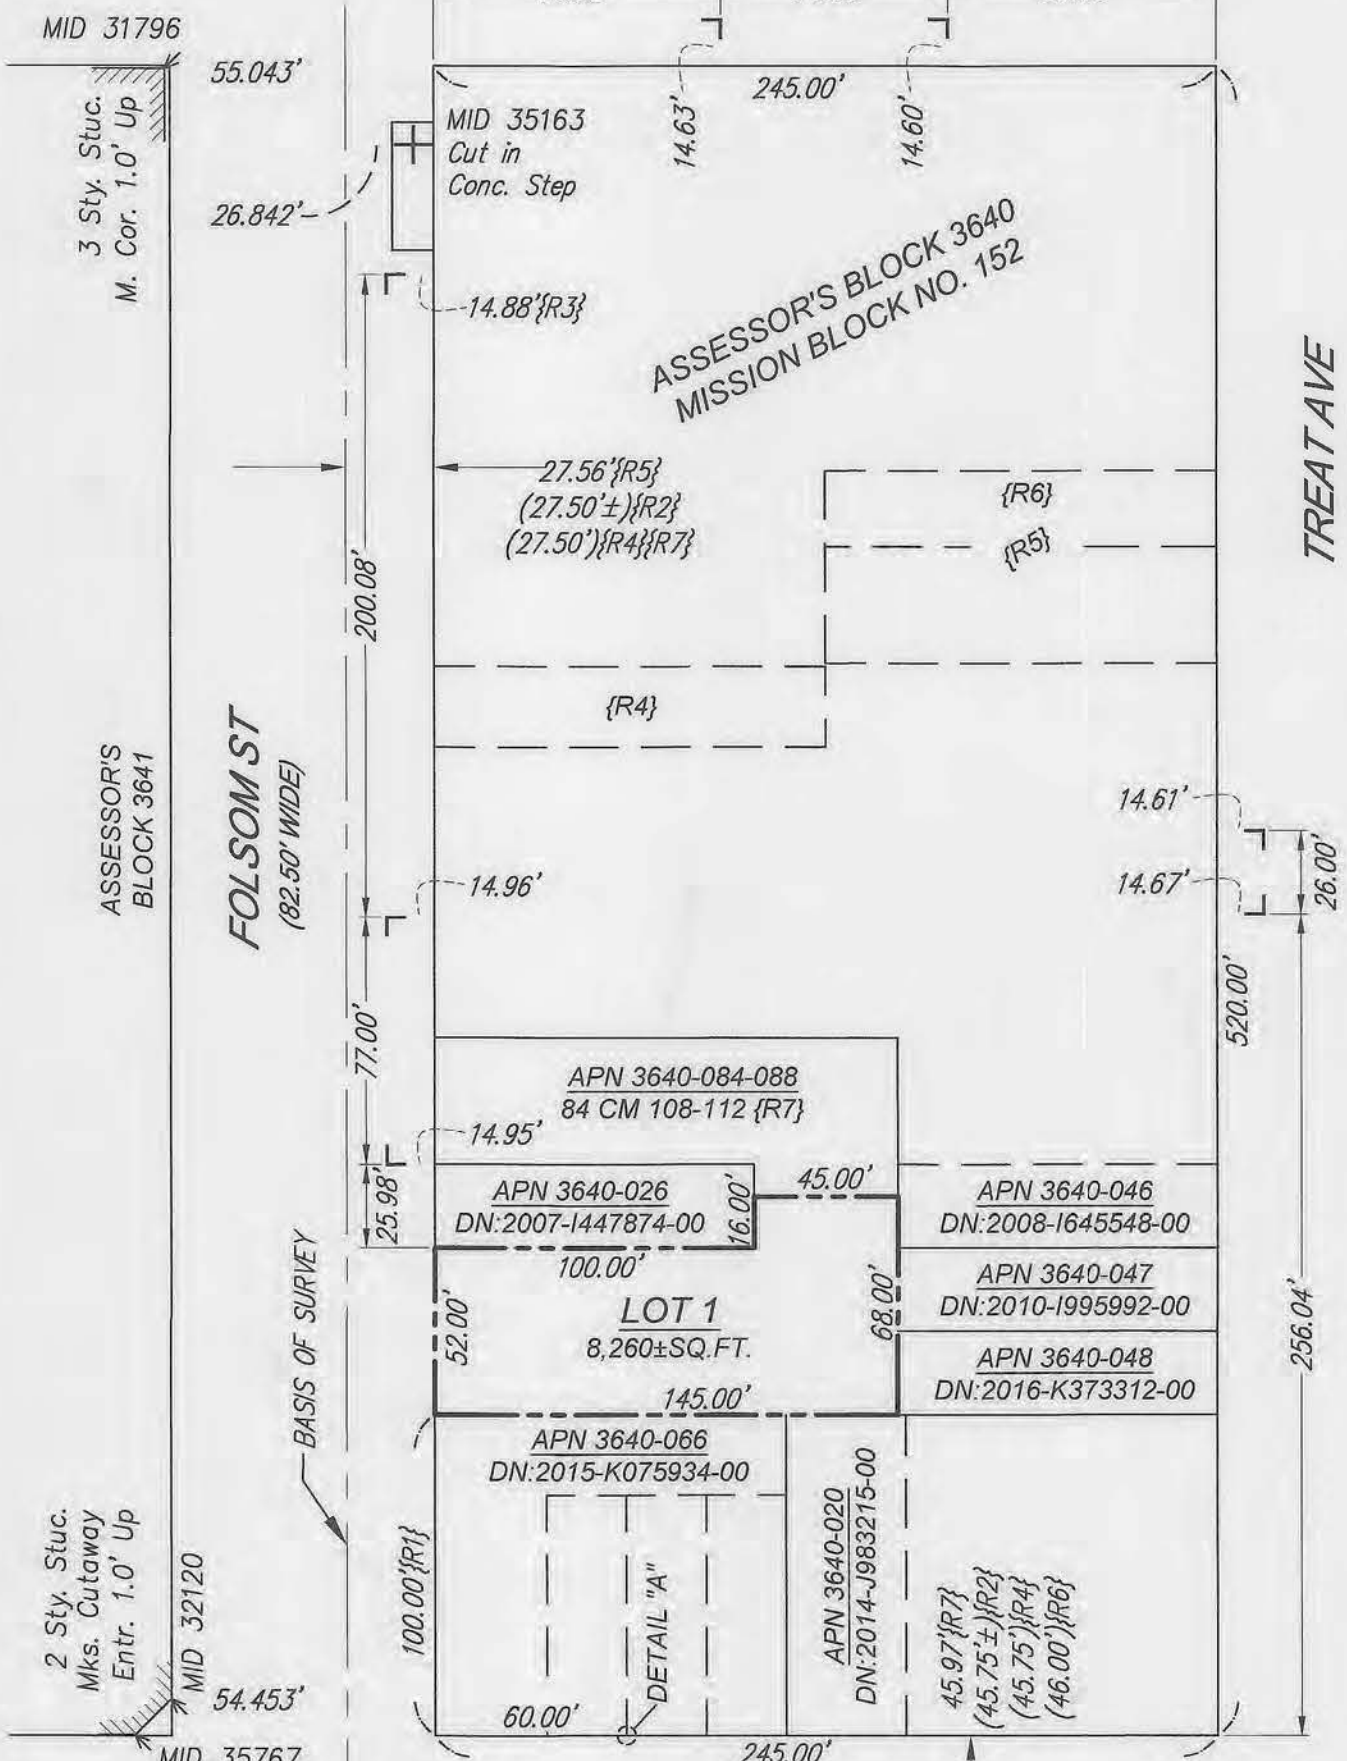 MID 31796
55.043'
245.00'
14.63'
14.60'
3 Sty. Stuc.
M. Cor. 1.0' Up
MID 35163
Cut in
Conc. Step
26.842'
14.88'{R3}
ASSESSOR'S BLOCK 3640
MISSION BLOCK NO. 152
TREAT AVE
27.56'{R5}
(27.50'±){R2}
(27.50'){R4}{R7}
{R6}
{R5}
200.08'
{R4}
ASSESSOR'S
BLOCK 3641
FOLSOM ST
(82.50' WIDE)
14.61'
14.96'
14.67'
26.00'
520.00'
77.00'
APN 3640-084-088
84 CM 108-112 {R7}
14.95'
25.98'
APN 3640-026
DN:2007-I447874-00
16.00'
45.00'
APN 3640-046
DN:2008-I645548-00
100.00'
APN 3640-047
DN:2010-I995992-00
52.00'
LOT 1
8,260±SQ.FT.
68.00'
256.04'
APN 3640-048
DN:2016-K373312-00
145.00'
BASIS OF SURVEY
APN 3640-066
DN:2015-K075934-00
APN 3640-020
DN:2014-J983215-00
2 Sty. Stuc.
Mks. Cutaway
Entr. 1.0' Up
MID 32120
100.00'{R1}
DETAIL "A"
45.97'{R7}
(45.75'±){R2}
(45.75'){R4}
(46.00'){R6}
54.453'
60.00'
MID 35767
245.00'